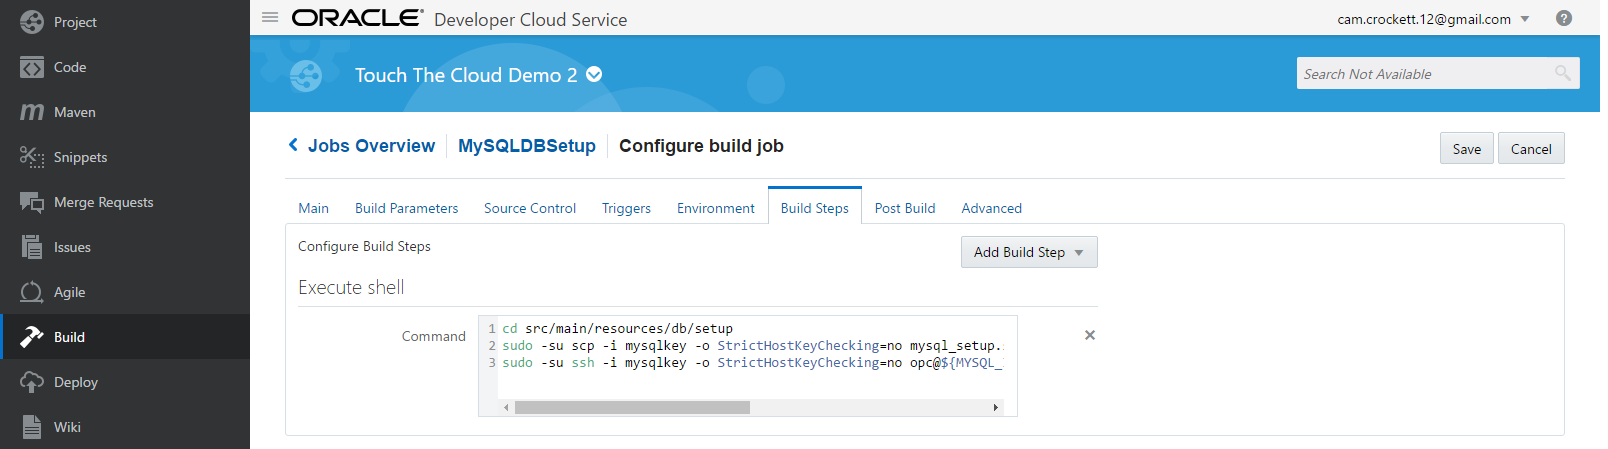 Project
Code
Maven
Snippets
Merge Requests
Issues
Agile
Build
Deploy
Wiki
ORACLE Developer Cloud Service
cam.crockett.12@gmail.com
?
Touch The Cloud Demo 2
Search Not Available
Jobs Overview MySQLDBSetup Configure build job
Save Cancel
Main Build Parameters Source Control Triggers Environment Build Steps Post Build Advanced
Configure Build Steps
Add Build Step
Execute shell
Command
1 cd src/main/resources/db/setup
2 sudo -su scp -i mysqlkey -o StrictHostKeyChecking=no mysql_setup.
3 sudo -su ssh -i mysqlkey -o StrictHostKeyChecking=no opc@${MYSQL_